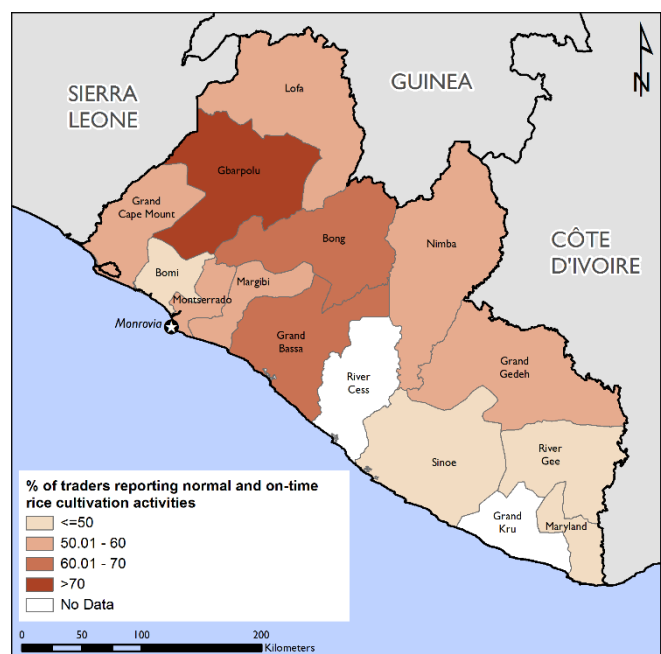 SIERRA
LEONE
GUINEA
N
Lofa
Gbarpolu
Grand
Cape Mount
Bong
Nimba
CÔTE
D'IVOIRE
Bomi
Margibi
Montserrado
Monrovia
Grand
Bassa
River
Cess
Grand
Gedeh
Sinoe
River
Gee
Grand
Kru
Maryland
% of traders reporting normal and on-time
rice cultivation activities
<=50
50.01 - 60
60.01 - 70
>70
No Data
0 50 100 200
Kilometers